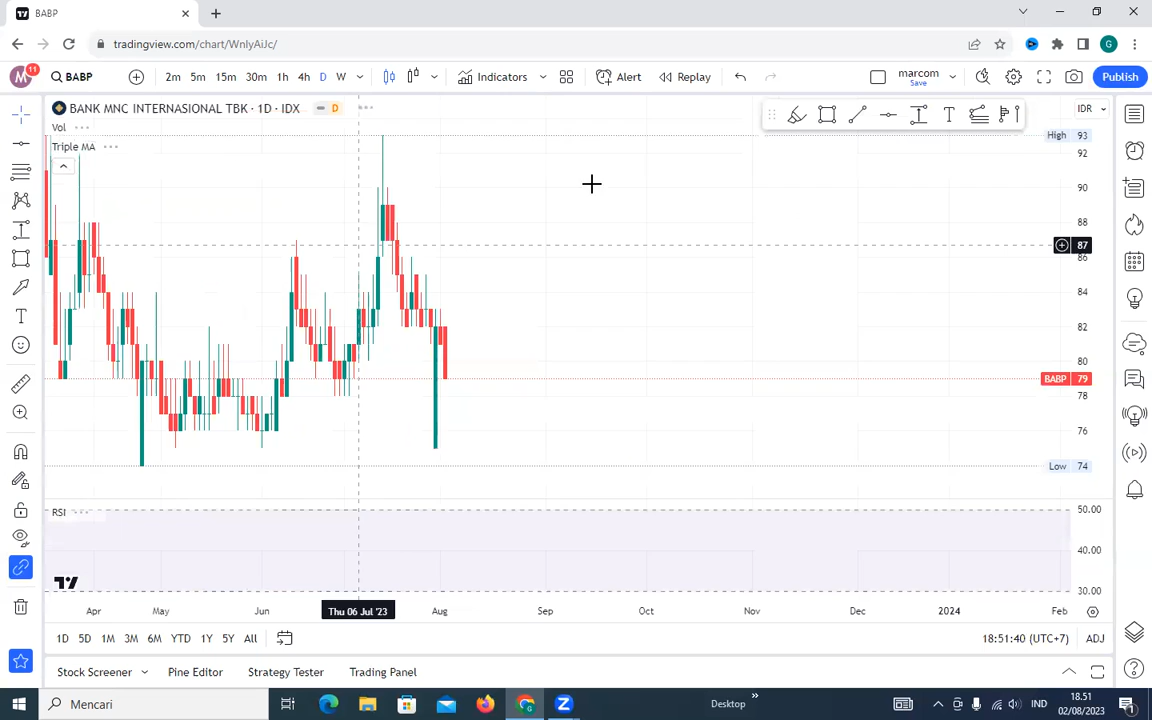 BABP
tradingview.com/chart/WnlyAiJc/
G
M 11 BABP 2m 5m 15m 30m 1h 4h D W Indicators Alert Replay marcom Save Publish
BANK MNC INTERNASIONAL TBK · 1D · IDX D
IDR
Vol
Triple MA
High 93
92
90
88
87
86
84
82
80
BABP 79
78
76
Low 74
RSI
50.00
40.00
30.00
Apr May Jun Thu 06 Jul '23 Aug Sep Oct Nov Dec 2024 Feb
1D 5D 1M 3M 6M YTD 1Y 5Y All 18:51:40 (UTC+7) ADJ
Stock Screener Pine Editor Strategy Tester Trading Panel
Mencari Desktop IND 18.51
02/08/2023 1